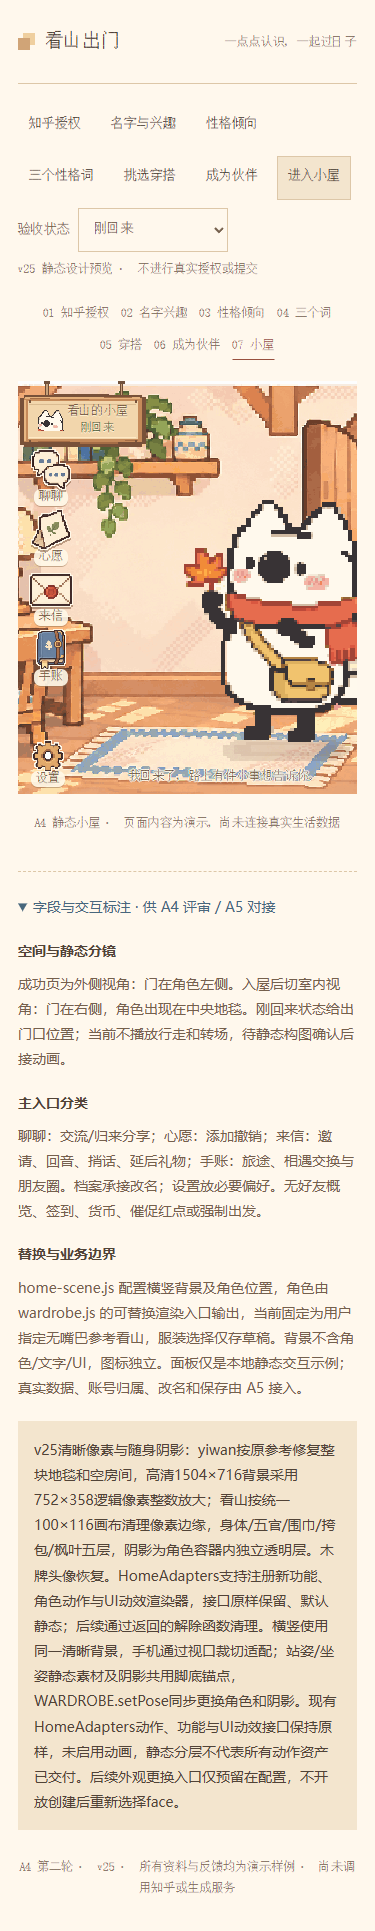 看山出门
一点点认识，一起过日子
知乎授权 名字与兴趣 性格倾向
三个性格词 挑选穿搭 成为伙伴 进入小屋
验收状态 刚回来
v25 静态设计预览 · 不进行真实授权或提交
01 知乎授权 02 名字兴趣 03 性格倾向 04 三个词
05 穿搭 06 成为伙伴 07 小屋
看山的小屋
刚回来
聊聊
心愿
来信
手账
设置
我回来了！路上有件小事想告诉你
A4 静态小屋 · 页面内容为演示，尚未连接真实生活数据
▼ 字段与交互标注 · 供 A4 评审 / A5 对接
空间与静态分镜
成功页为外侧视角：门在角色左侧。入屋后切室内视
角：门在右侧，角色出现在中央地毯。刚回来状态给出
门口位置；当前不播放行走和转场，待静态构图确认后
接动画。
主入口分类
聊聊：交流/归来分享；心愿：添加撤销；来信：邀
请、回音、捎话、延后礼物；手账：旅途、相遇交换与
朋友圈。档案承接改名；设置放必要偏好。无好友概
览、签到、货币、催促红点或强制出发。
替换与业务边界
home-scene.js 配置横竖背景及角色位置，角色由
wardrobe.js 的可替换渲染入口输出，当前固定为用户
指定无嘴巴参考看山，服装选择仅存草稿。背景不含角
色/文字/UI，图标独立。面板仅是本地静态交互示例；
真实数据、账号归属、改名和保存由 A5 接入。
v25清晰像素与随身阴影：yiwan按原参考修复整
块地毯和空房间，高清1504×716背景采用
752×358逻辑像素整数放大；看山按统一
100×116画布清理像素边缘，身体/五官/围巾/挎
包/枫叶五层，阴影为角色容器内独立透明层。木
牌头像恢复。HomeAdapters支持注册新功能、
角色动作与UI动效渲染器，接口原样保留、默认
静态；后续通过返回的解除函数清理。横竖使用
同一清晰背景，手机通过视口裁切适配；站姿/坐
姿静态素材及阴影共用脚底锚点，
WARDROBE.setPose同步更换角色和阴影。现有
HomeAdapters动作、功能与UI动效接口保持原
样，未启用动画，静态分层不代表所有动作资产
已交付。后续外观更换入口仅预留在配置，不开
放创建后重新选择face。
A4 第二轮 · v25 · 所有资料与反馈均为演示样例 · 尚未调
用知乎或生成服务